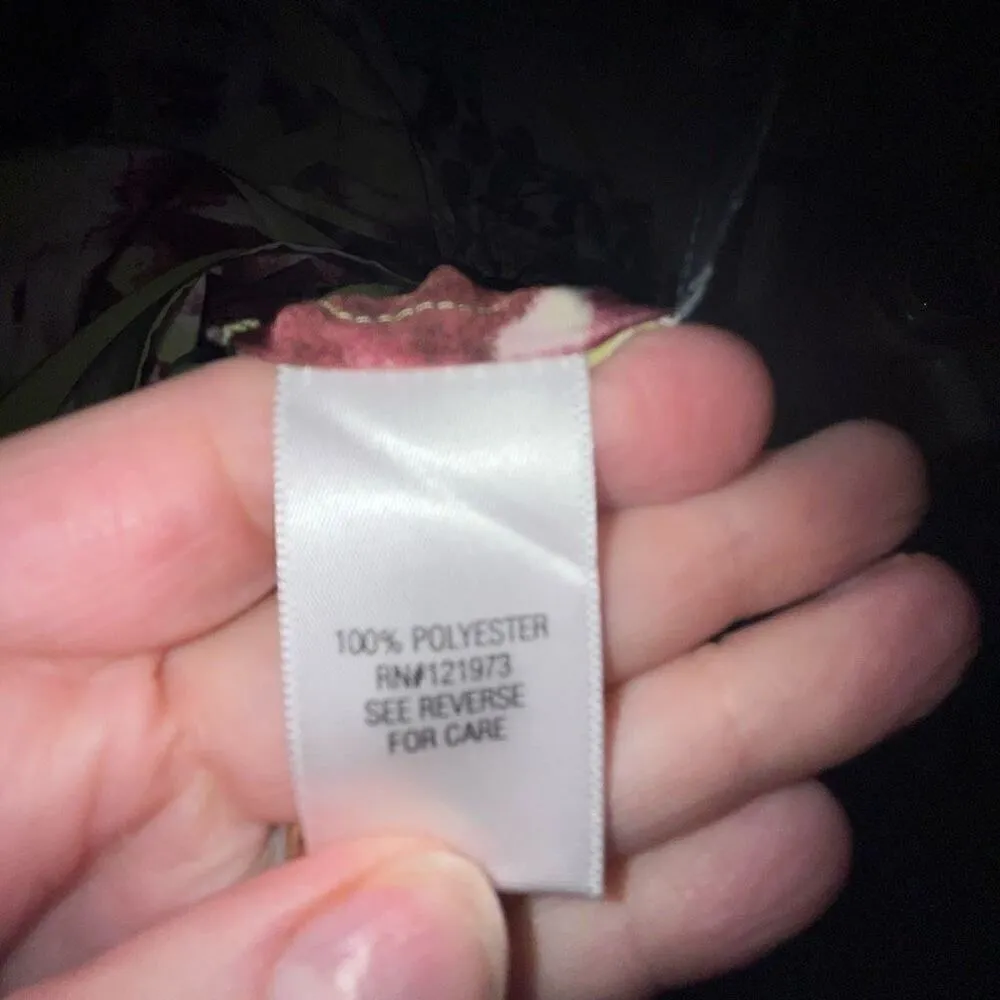 100% POLYESTER
RN#121973
SEE REVERSE
FOR CARE